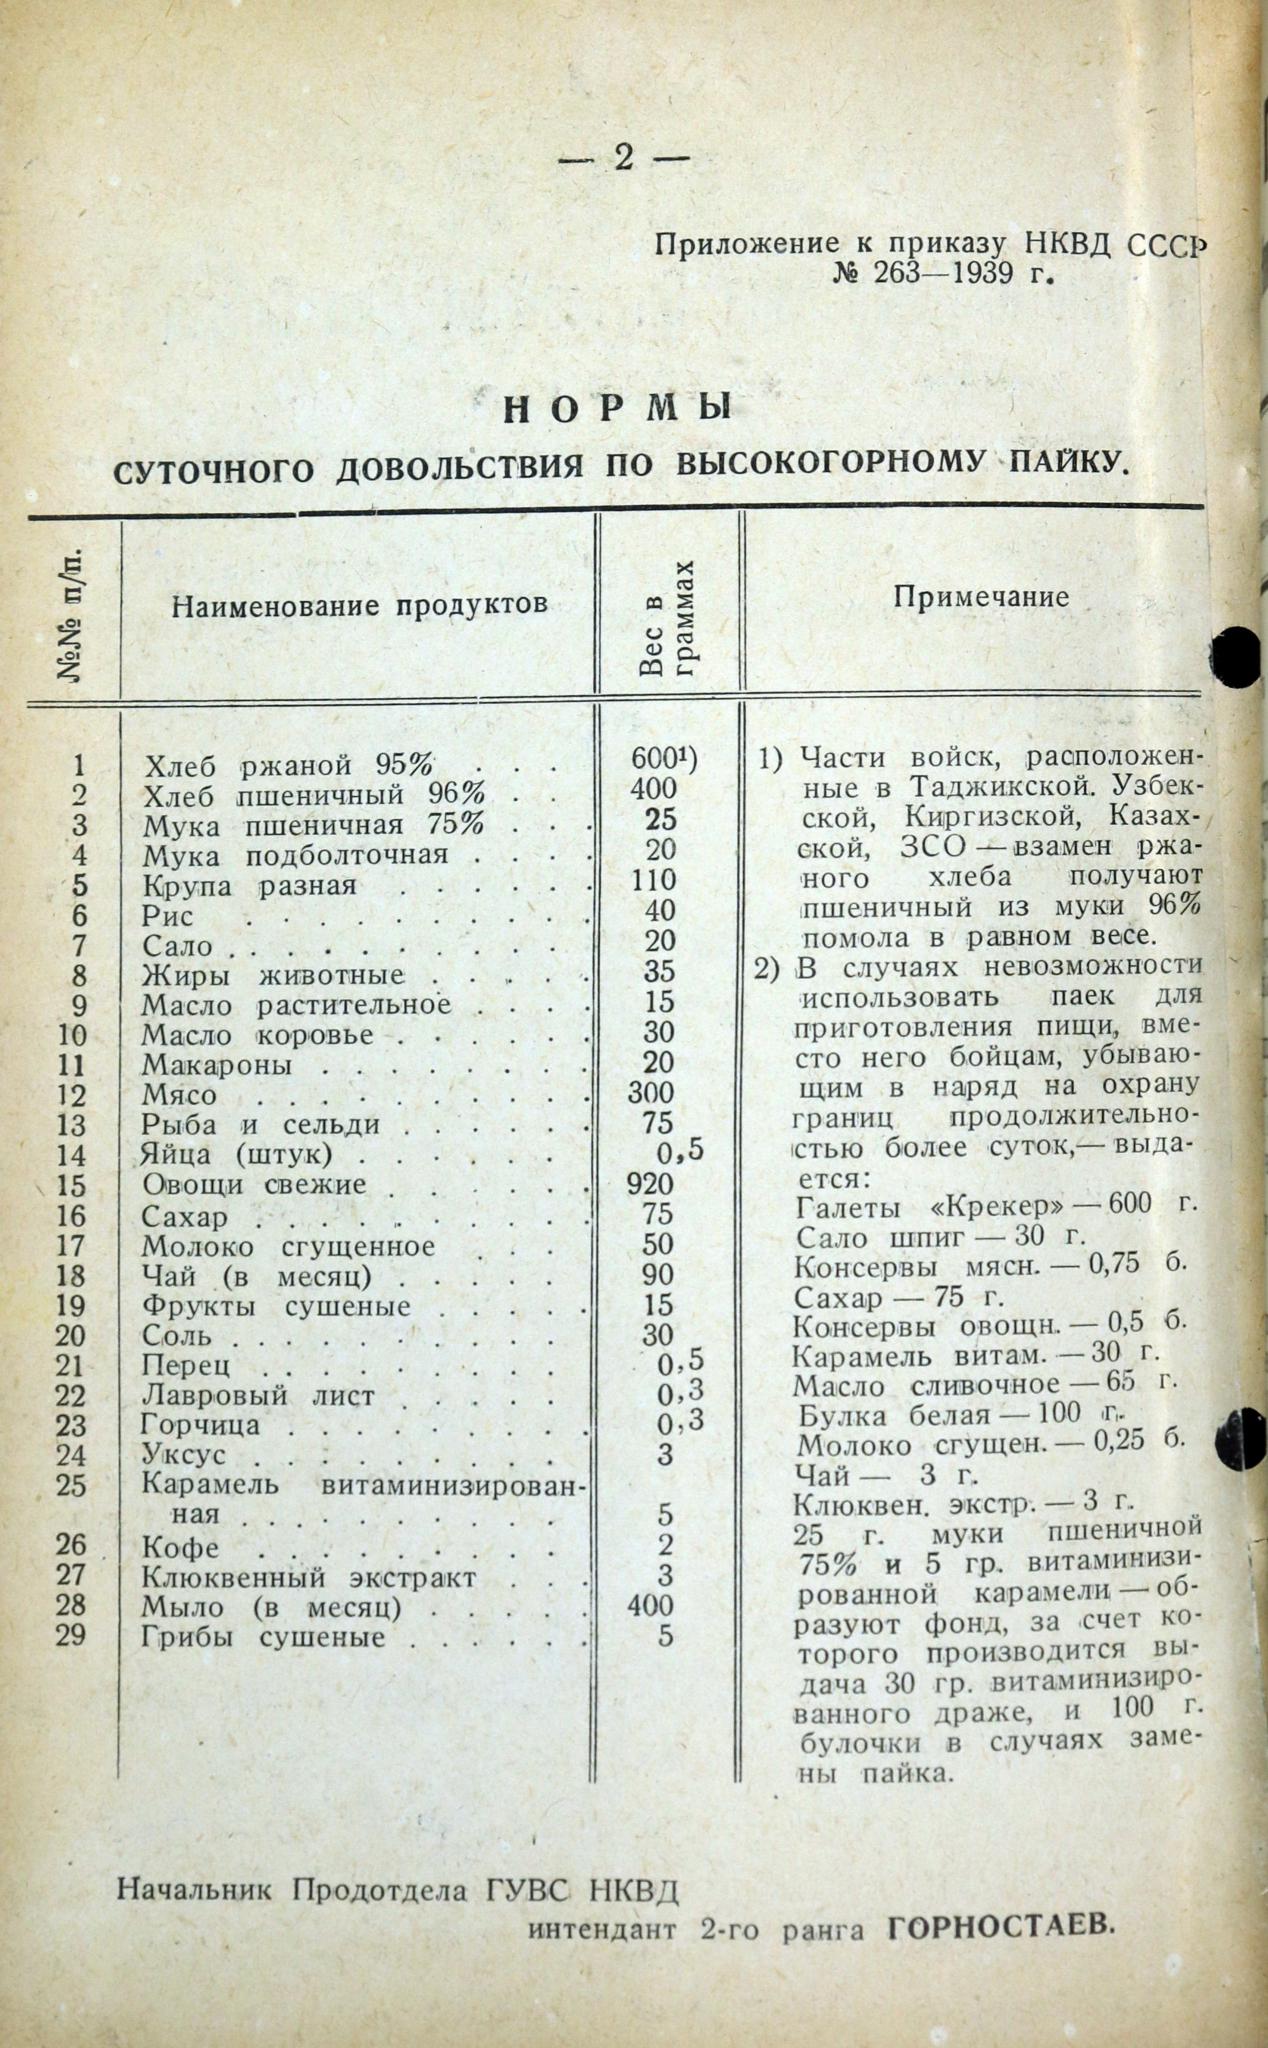 — 2 —
Приложение к приказу НКВД СССР
№ 263—1939 г.
НОРМЫ
СУТОЧНОГО ДОВОЛЬСТВИЯ ПО ВЫСОКОГОРНОМУ ПАЙКУ.
№№ п/п.
Наименование продуктов
Вес в
граммах
Примечание
1 Хлеб ржаной 95% . . . 600¹)
2 Хлеб пшеничный 96% . . 400
3 Мука пшеничная 75% . . . 25
4 Мука подболточная . . . . 20
5 Крупа разная . . . . . . 110
6 Рис . . . . . . . . . . 40
7 Сало . . . . . . . . . . 20
8 Жиры животные . . . . . 35
9 Масло растительное . . . . 15
10 Масло коровье . . . . . . 30
11 Макароны . . . . . . . . 20
12 Мясо . . . . . . . . . . 300
13 Рыба и сельди . . . . . . 75
14 Яйца (штук) . . . . . . 0,5
15 Овощи свежие . . . . . . 920
16 Сахар . . . . . . . . . . 75
17 Молоко сгущенное . . . 50
18 Чай (в месяц) . . . . . 90
19 Фрукты сушеные . . . . . 15
20 Соль . . . . . . . . . . 30
21 Перец . . . . . . . . . 0,5
22 Лавровый лист . . . . . 0,3
23 Горчица . . . . . . . . . 0,3
24 Уксус . . . . . . . . . 3
25 Карамель витаминизирован-
ная . . . . . . . . . . 5
26 Кофе . . . . . . . . . 2
27 Клюквенный экстракт . . . 3
28 Мыло (в месяц) . . . . . 400
29 Грибы сушеные . . . . . . 5
1) Части войск, расположен-
ные в Таджикской. Узбек-
ской, Киргизской, Казах-
ской, ЗСО — взамен ржа-
ного хлеба получают
пшеничный из муки 96%
помола в равном весе.
2) В случаях невозможности
использовать паек для
приготовления пищи, вме-
сто него бойцам, убываю-
щим в наряд на охрану
границ продолжительно-
стью более суток,— выда-
ется:
Галеты «Крекер» — 600 г.
Сало шпиг — 30 г.
Консервы мясн. — 0,75 б.
Сахар — 75 г.
Консервы овощн. — 0,5 б.
Карамель витам. — 30 г.
Масло сливочное — 65 г.
Булка белая — 100 г.
Молоко сгущен. — 0,25 б.
Чай — 3 г.
Клюквен. экстр. — 3 г.
25 г. муки пшеничной
75% и 5 гр. витаминизи-
рованной карамели — об-
разуют фонд, за счет ко-
торого производится вы-
дача 30 гр. витаминизиро-
ванного драже, и 100 г.
булочки в случаях заме-
ны пайка.
Начальник Продотдела ГУВС НКВД
интендант 2-го ранга ГОРНОСТАЕВ.